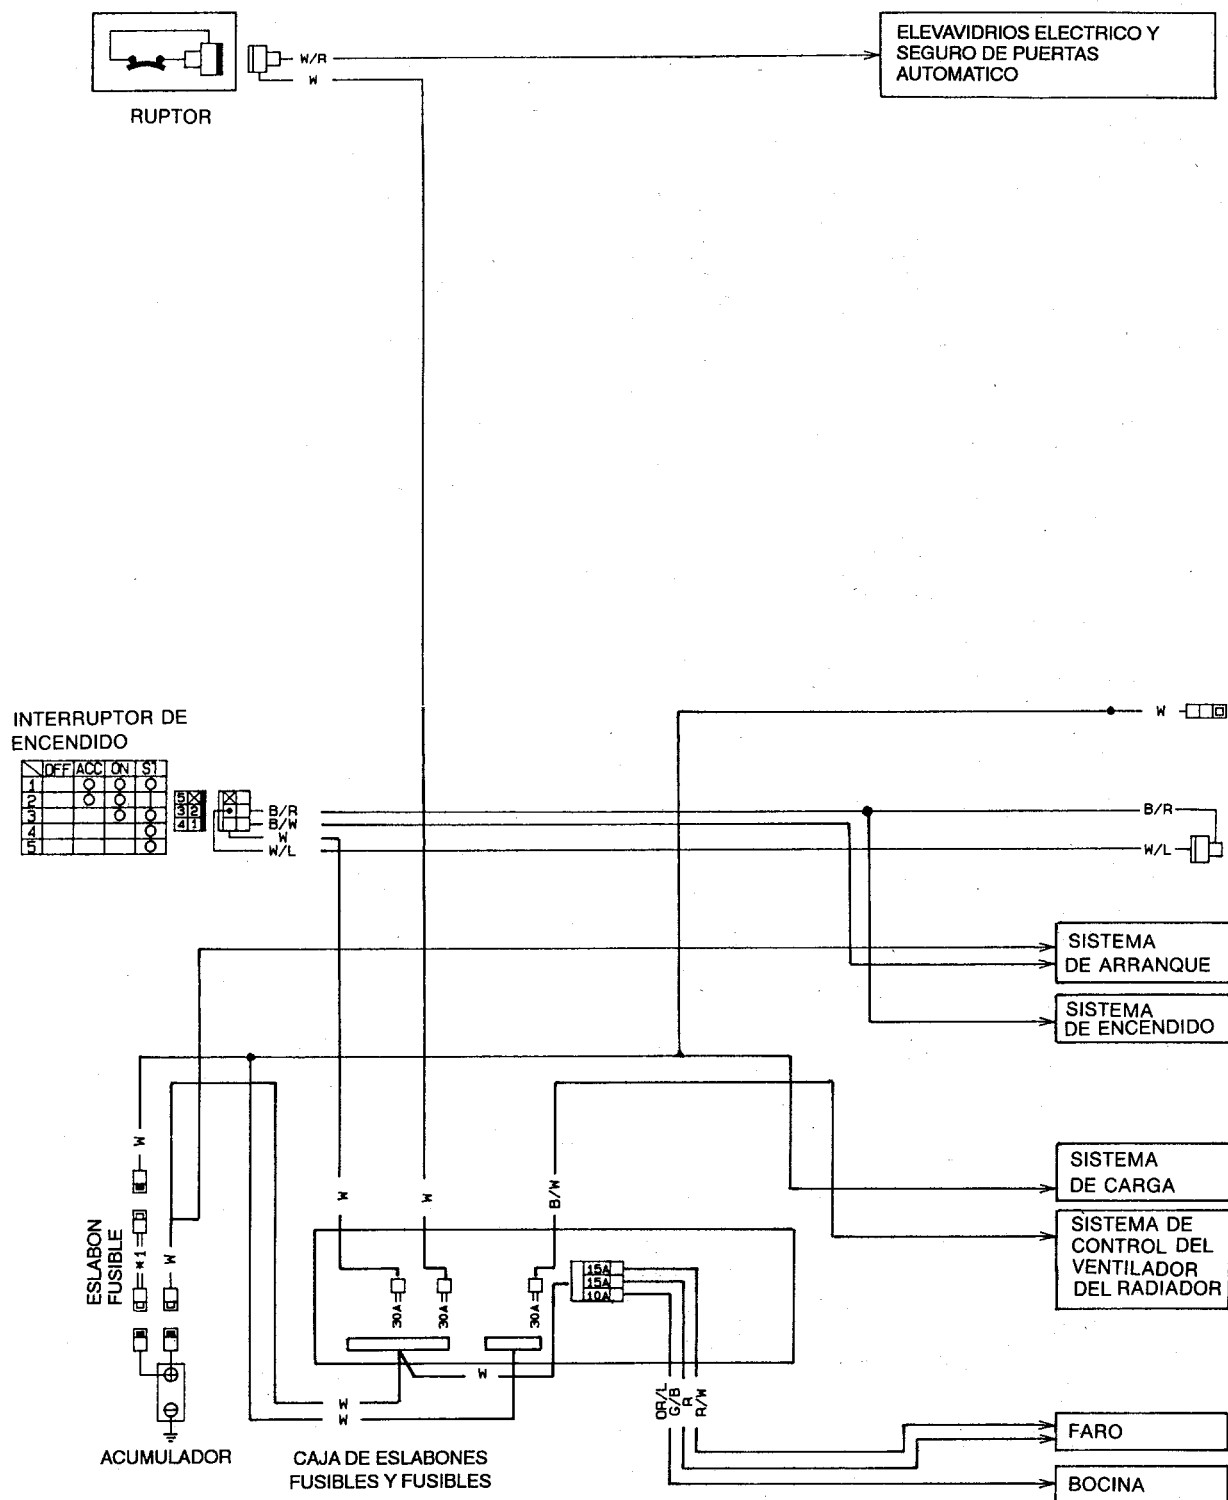 ELEVAVIDRIOS ELECTRICO Y
SEGURO DE PUERTAS
AUTOMATICO
W/R
W
RUPTOR
INTERRUPTOR DE
ENCENDIDO
OFF ACC ON ST
1
2
3
4
5
5
3 2
4 1
B/R
B/W
W
W/L
W
B/R
W/L
SISTEMA
DE ARRANQUE
SISTEMA
DE ENCENDIDO
SISTEMA
DE CARGA
SISTEMA DE
CONTROL DEL
VENTILADOR
DEL RADIADOR
W
W
W
B/W
ESLABON
FUSIBLE
*1
W
30A
30A
30A
15A
15A
10A
W
W
W
OR/L
G/B
R
R/W
ACUMULADOR
CAJA DE ESLABONES
FUSIBLES Y FUSIBLES
FARO
BOCINA